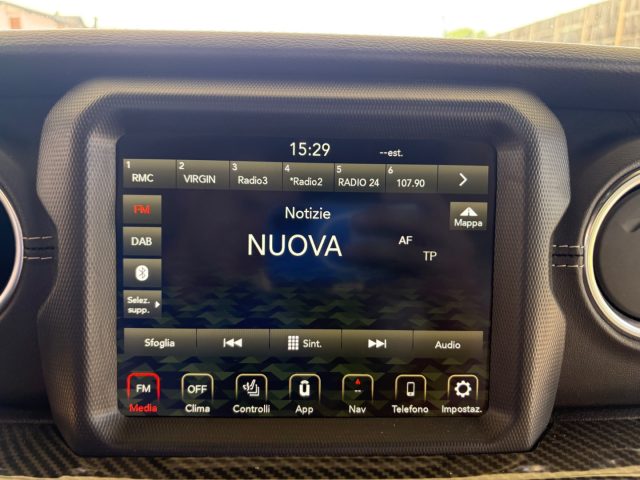 15:29 --est.
1 2 3 4 5 6
RMC VIRGIN Radio3 *Radio2 RADIO 24 107.90
FM Notizie Mappa
DAB NUOVA AF
TP
Selez.
supp.
Sfoglia Sint. Audio
FM OFF --
Media Clima Controlli App Nav Telefono Impostaz.